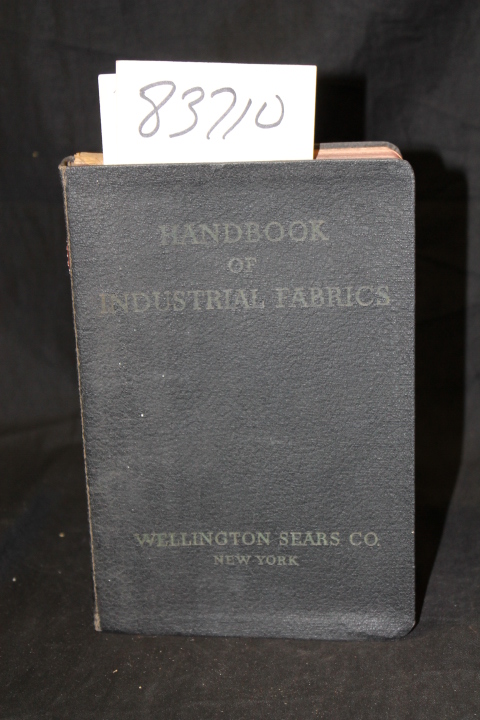 83710
HANDBOOK
OF
INDUSTRIAL FABRICS
WELLINGTON SEARS CO.
NEW YORK